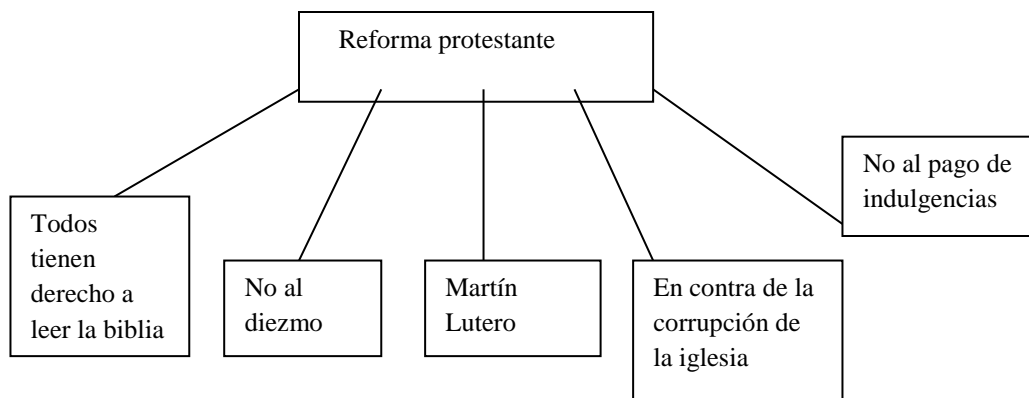 Reforma protestante
Todos
tienen
derecho a
leer la biblia
No al
diezmo
Martín
Lutero
En contra de la
corrupción de
la iglesia
No al pago de
indulgencias